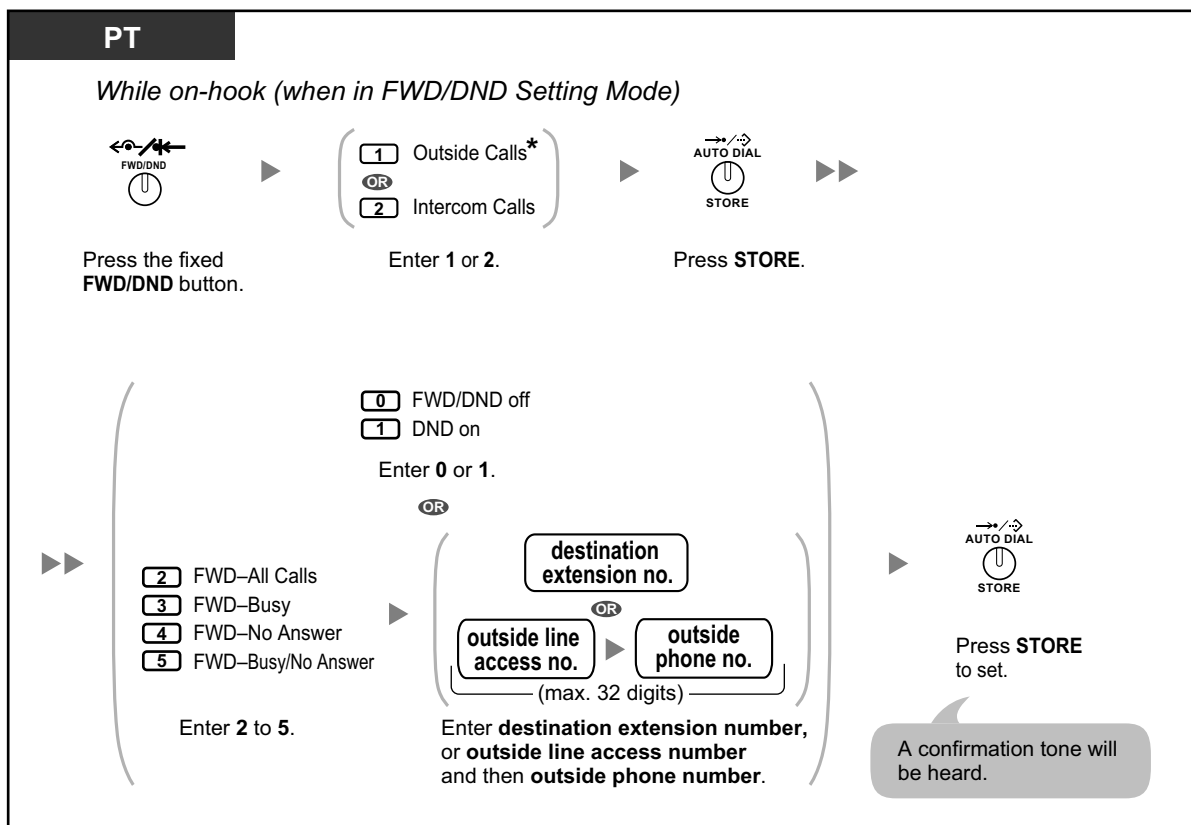 PT
While on-hook (when in FWD/DND Setting Mode)
FWD/DND
Press the fixed
FWD/DND button.
1 Outside Calls*
OR
2 Intercom Calls
Enter 1 or 2.
AUTO DIAL
STORE
Press STORE.
0 FWD/DND off
1 DND on
Enter 0 or 1.
OR
2 FWD–All Calls
3 FWD–Busy
4 FWD–No Answer
5 FWD–Busy/No Answer
Enter 2 to 5.
destination
extension no.
OR
outside line
access no.
outside
phone no.
(max. 32 digits)
Enter destination extension number,
or outside line access number
and then outside phone number.
AUTO DIAL
STORE
Press STORE
to set.
A confirmation tone will
be heard.